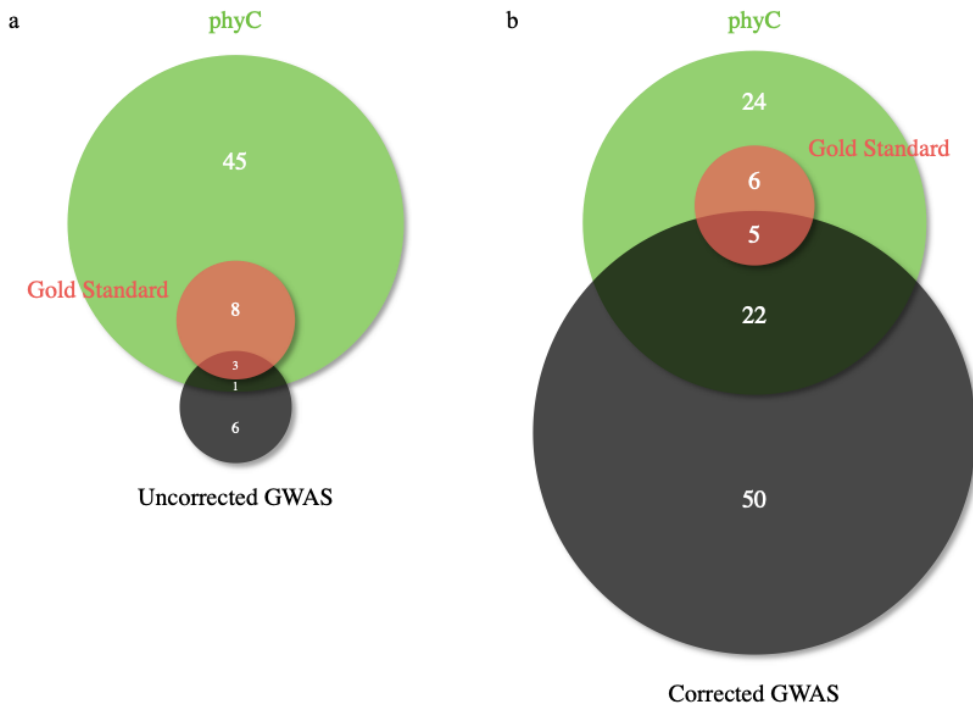 a
phyC
45
Gold Standard
8
3
1
6
Uncorrected GWAS
b
phyC
24
Gold Standard
6
5
22
50
Corrected GWAS